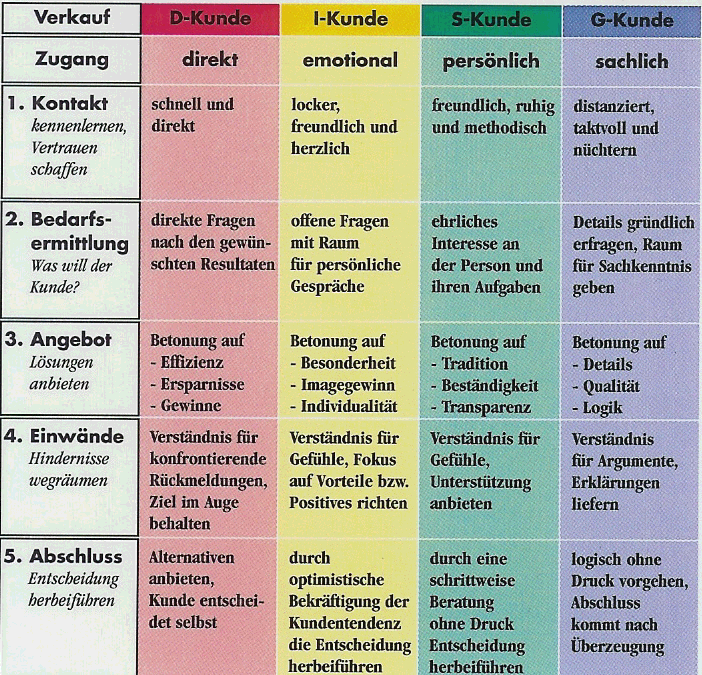 Verkauf
D-Kunde
I-Kunde
S-Kunde
G-Kunde
Zugang
direkt
emotional
persönlich
sachlich
1. Kontakt
kennenlernen,
Vertrauen
schaffen
schnell und
direkt
locker,
freundlich und
herzlich
freundlich, ruhig
und methodisch
distanziert,
taktvoll und
nüchtern
2. Bedarfs-
ermittlung
Was will der
Kunde?
direkte Fragen
nach den gewün-
schten Resultaten
offene Fragen
mit Raum
für persönliche
Gespräche
ehrliches
Interesse an
der Person und
ihren Aufgaben
Details gründlich
erfragen, Raum
für Sachkenntnis
geben
3. Angebot
Lösungen
anbieten
Betonung auf
- Effizienz
- Ersparnisse
- Gewinne
Betonung auf
- Besonderheit
- Imagegewinn
- Individualität
Betonung auf
- Tradition
- Beständigkeit
- Transparenz
Betonung auf
- Details
- Qualität
- Logik
4. Einwände
Hindernisse
wegräumen
Verständnis für
konfrontierende
Rückmeldungen,
Ziel im Auge
behalten
Verständnis für
Gefühle, Fokus
auf Vorteile bzw.
Positives richten
Verständnis für
Gefühle,
Unterstützung
anbieten
Verständnis
für Argumente,
Erklärungen
liefern
5. Abschluss
Entscheidung
herbeiführen
Alternativen
anbieten,
Kunde entschei-
det selbst
durch
optimistische
Bekräftigung der
Kundentendenz
die Entscheidung
herbeiführen
durch eine
schrittweise
Beratung
ohne Druck
Entscheidung
herbeiführen
logisch ohne
Druck vorgehen,
Abschluss
kommt nach
Überzeugung